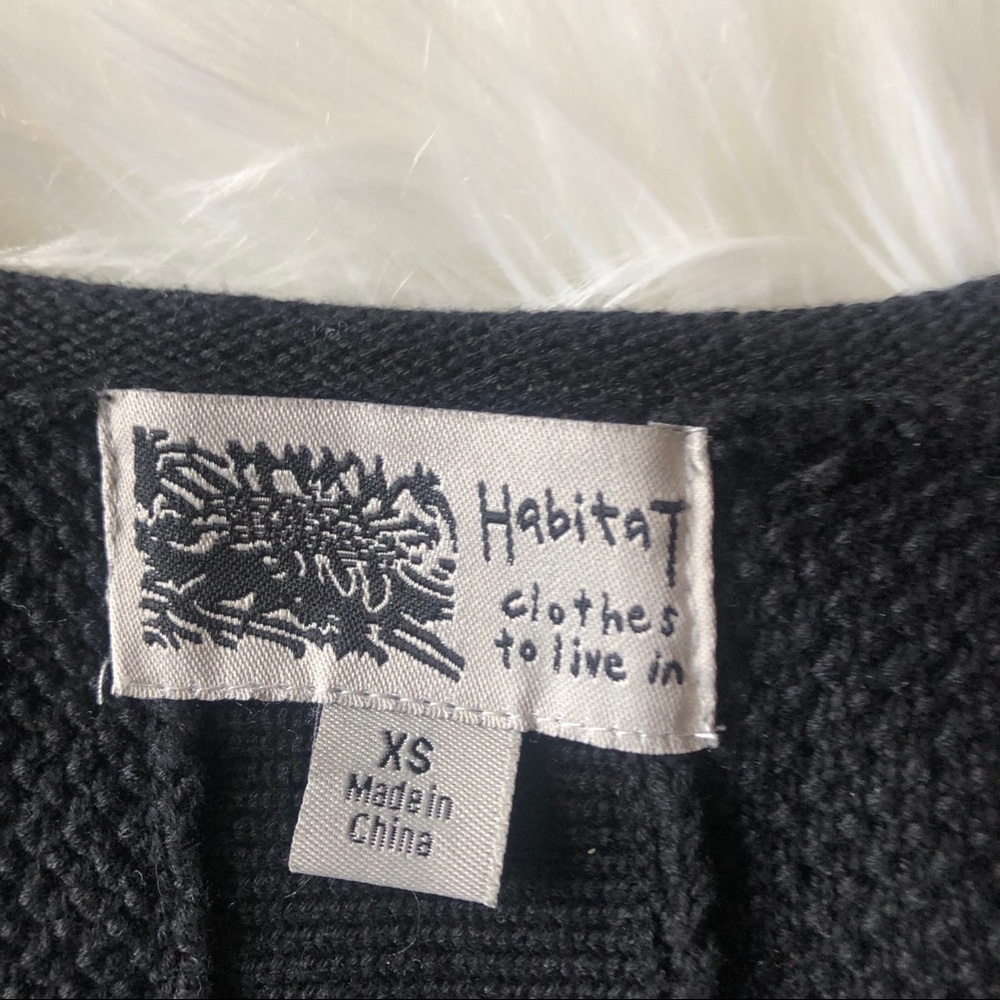 HabitaT
clothes
to live in
XS
Made in
China